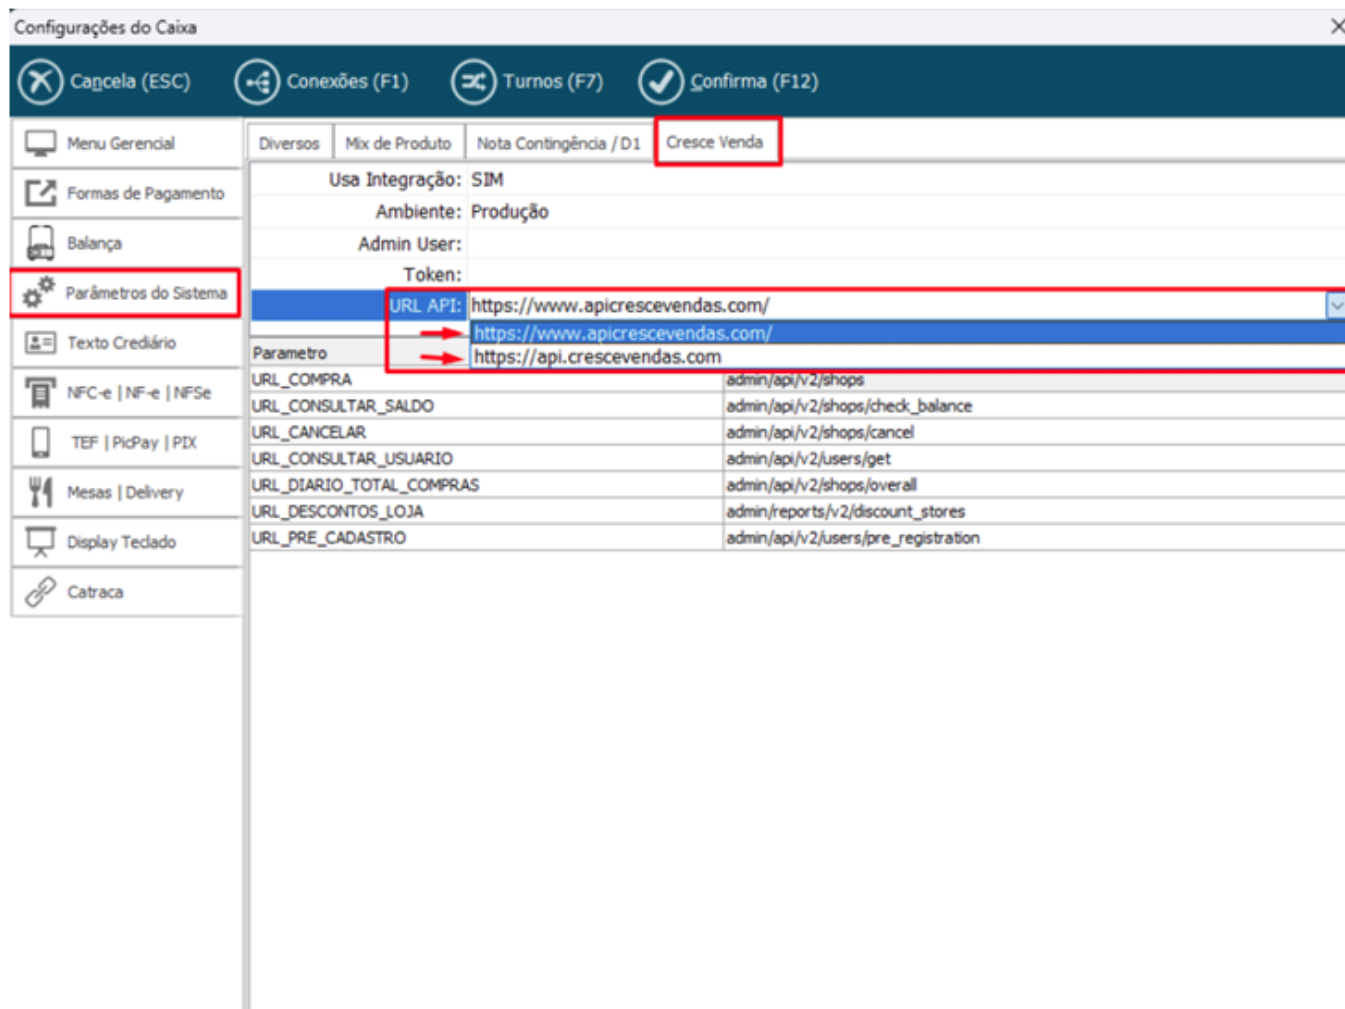 Configurações do Caixa
Cancela (ESC) Conexões (F1) Turnos (F7) Confirma (F12)
Menu Gerencial
Formas de Pagamento
Balança
Parâmetros do Sistema
Texto Crediário
NFC-e | NF-e | NFSe
TEF | PicPay | PIX
Mesas | Delivery
Display Teclado
Catraca
Diversos Mix de Produto Nota Contingência / D1 Cresce Venda
Usa Integração: SIM
Ambiente: Produção
Admin User:
Token:
URL API: https://www.apicrescevendas.com/
https://www.apicrescevendas.com/
https://api.crescevendas.com
Parametro
URL_COMPRA admin/api/v2/shops
URL_CONSULTAR_SALDO admin/api/v2/shops/check_balance
URL_CANCELAR admin/api/v2/shops/cancel
URL_CONSULTAR_USUARIO admin/api/v2/users/get
URL_DIARIO_TOTAL_COMPRAS admin/api/v2/shops/overall
URL_DESCONTOS_LOJA admin/reports/v2/discount_stores
URL_PRE_CADASTRO admin/api/v2/users/pre_registration